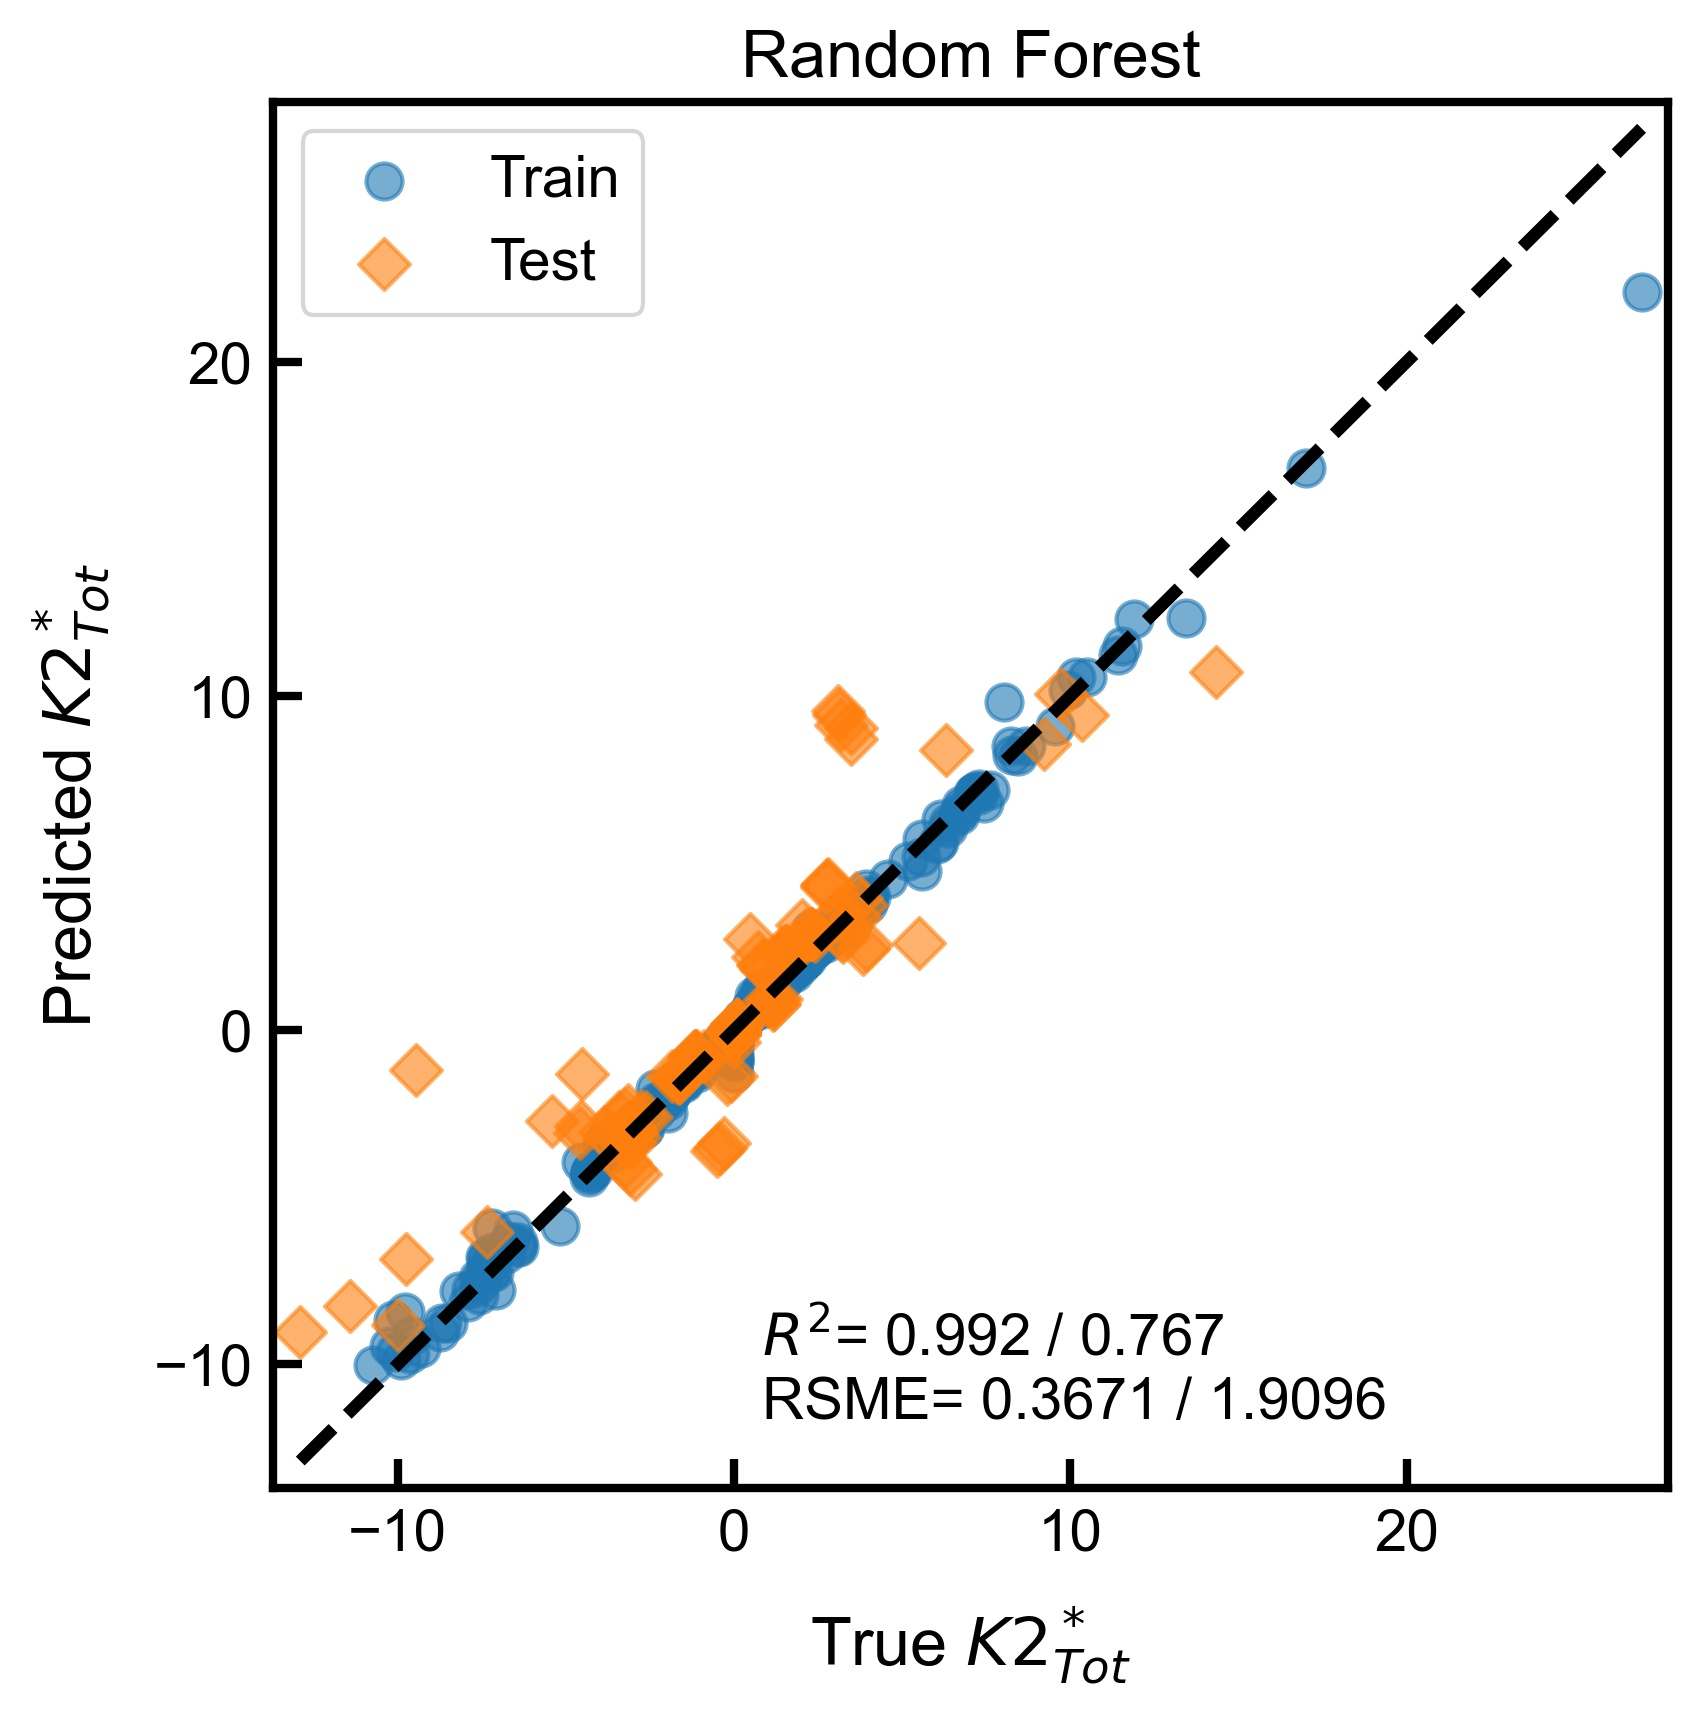 Random Forest
Train
Test
20
10
0
−10
Predicted K2*Tot
R²= 0.992 / 0.767
RSME= 0.3671 / 1.9096
−10 0 10 20
True K2*Tot